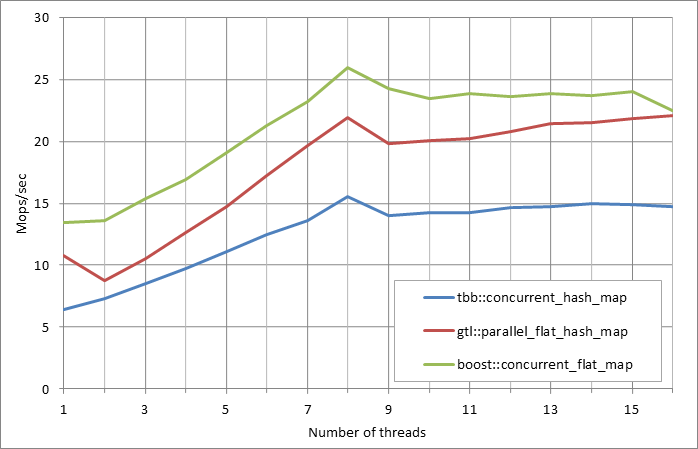 30
25
20
15
10
5
0
Mops/sec
tbb::concurrent_hash_map
gtl::parallel_flat_hash_map
boost::concurrent_flat_map
1 3 5 7 9 11 13 15
Number of threads